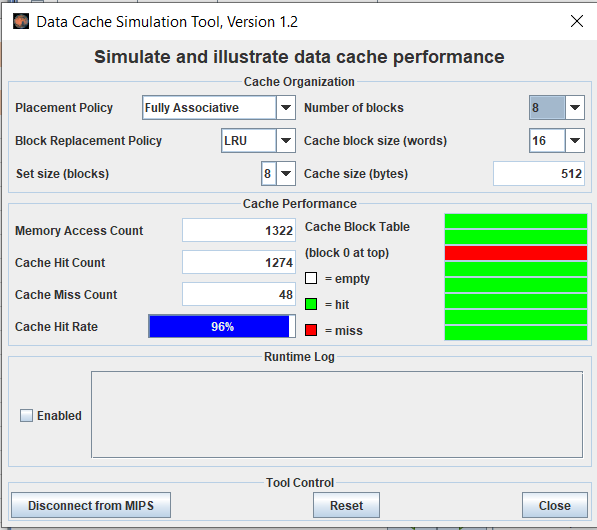 Data Cache Simulation Tool, Version 1.2
Simulate and illustrate data cache performance
Cache Organization
Placement Policy Fully Associative Number of blocks 8
Block Replacement Policy LRU Cache block size (words) 16
Set size (blocks) 8 Cache size (bytes) 512
Cache Performance
Memory Access Count 1322 Cache Block Table
Cache Hit Count 1274 (block 0 at top)
= empty
Cache Miss Count 48 = hit
Cache Hit Rate 96% = miss
Runtime Log
Enabled
Tool Control
Disconnect from MIPS Reset Close